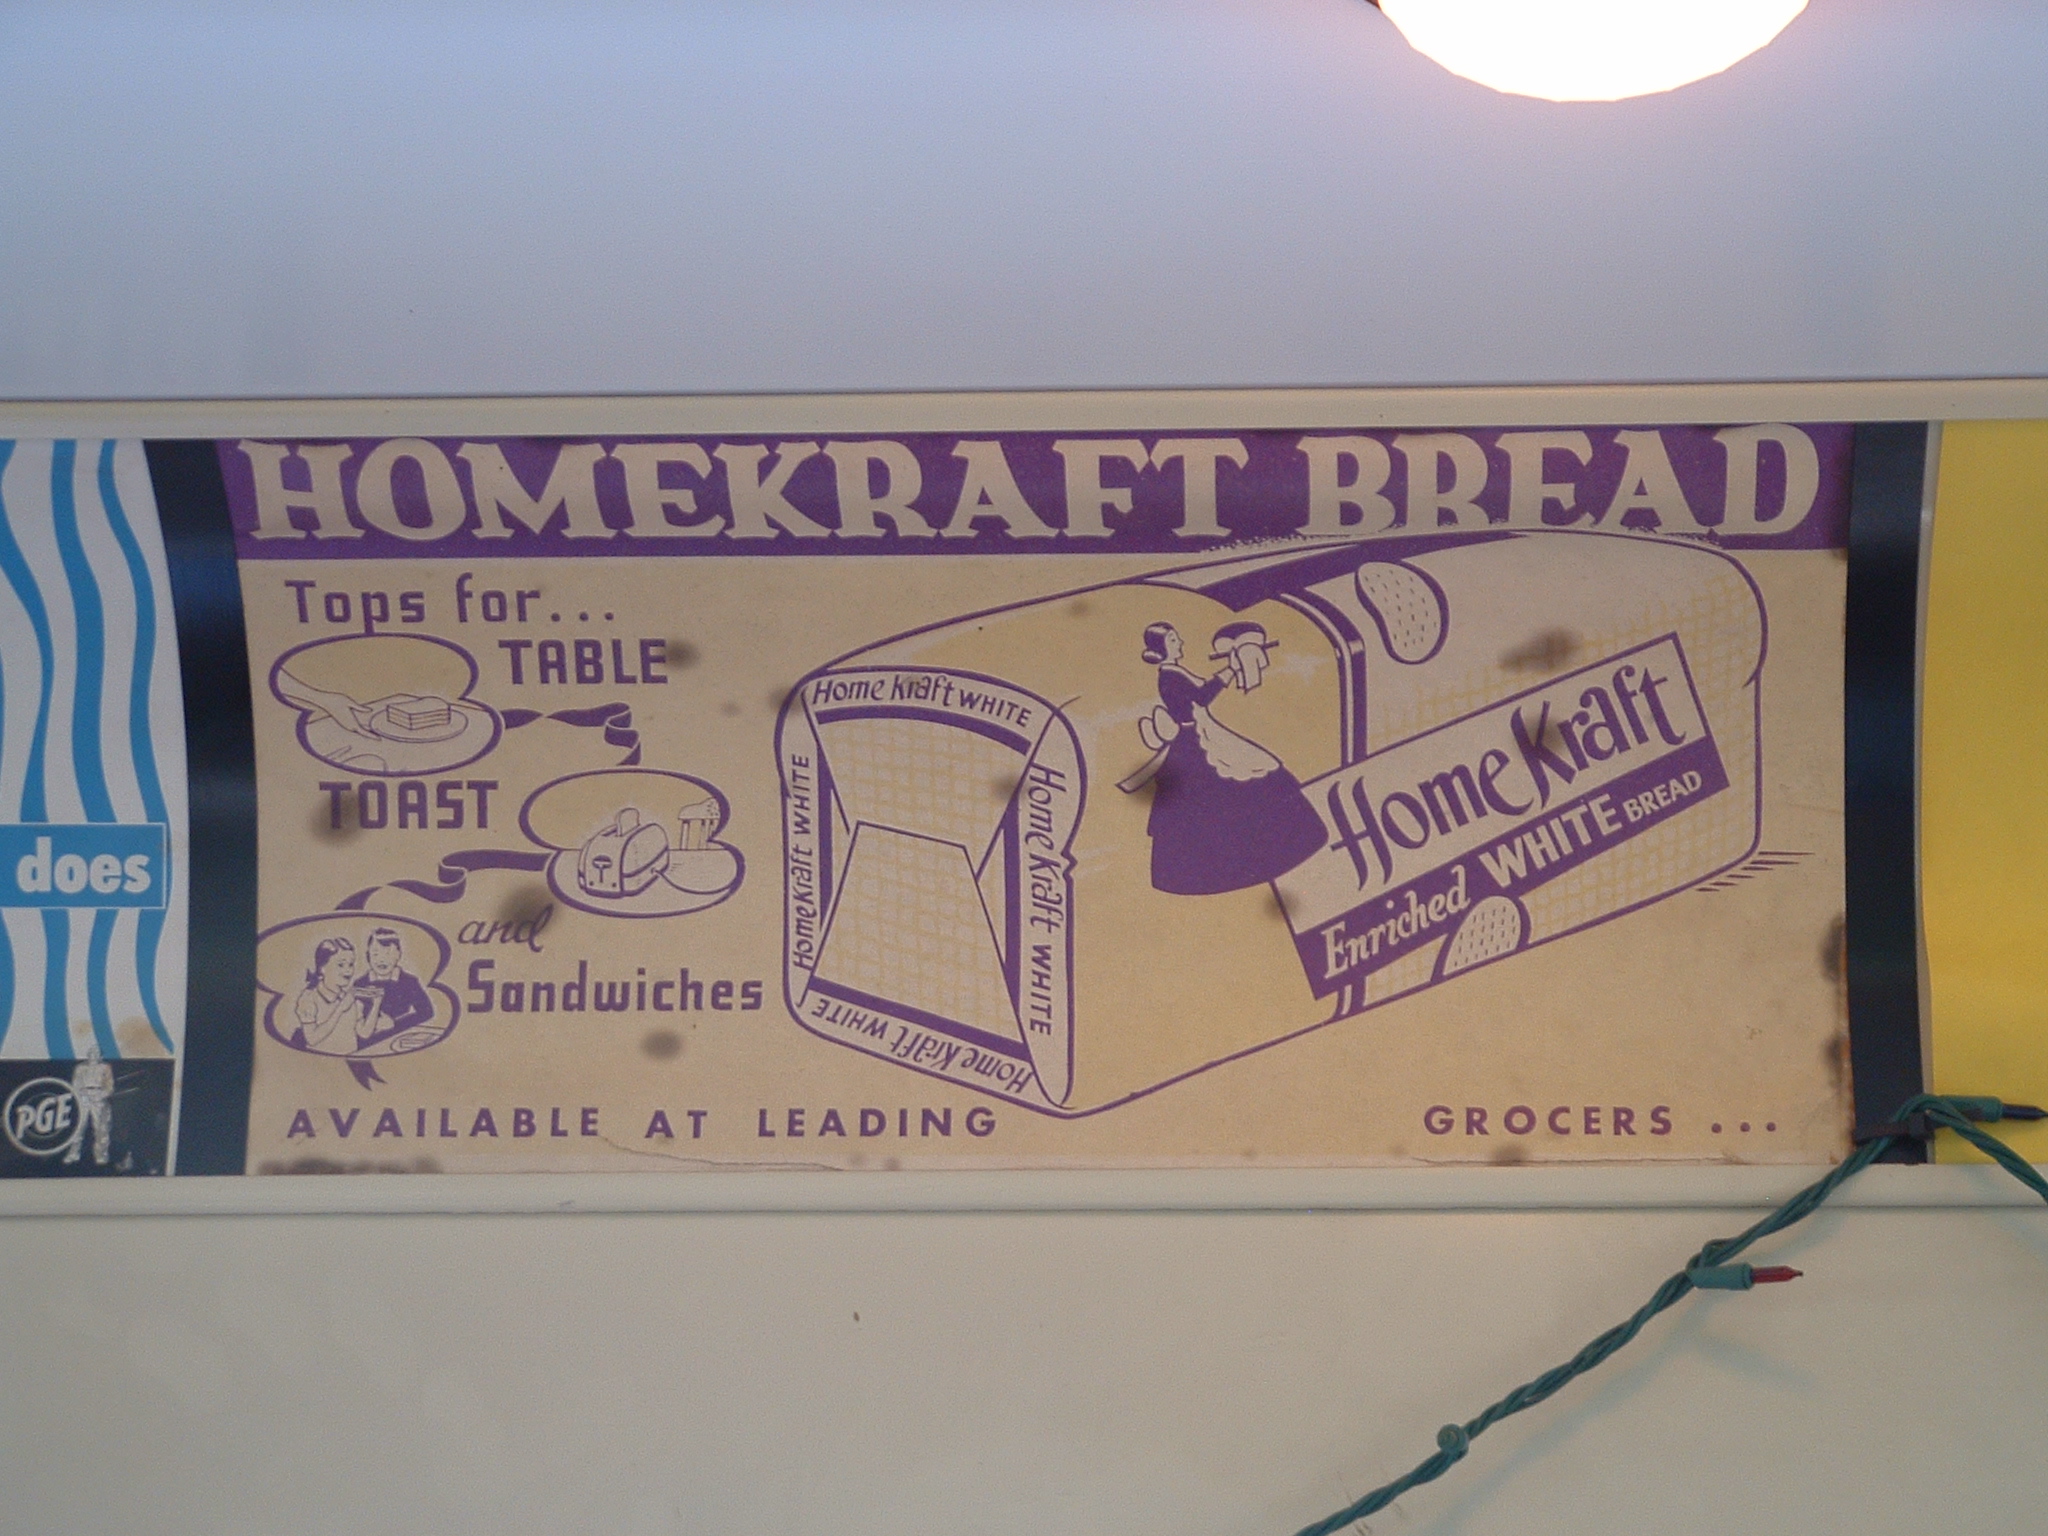 HOMEKRAFT BREAD
Tops for...
TABLE
TOAST
and
Sandwiches
Home Kraft WHITE
Home Kraft WHITE
Home Kraft WHITE
Home Kraft WHITE
Home Kraft
Enriched WHITE BREAD
AVAILABLE AT LEADING GROCERS ...
does
PGE